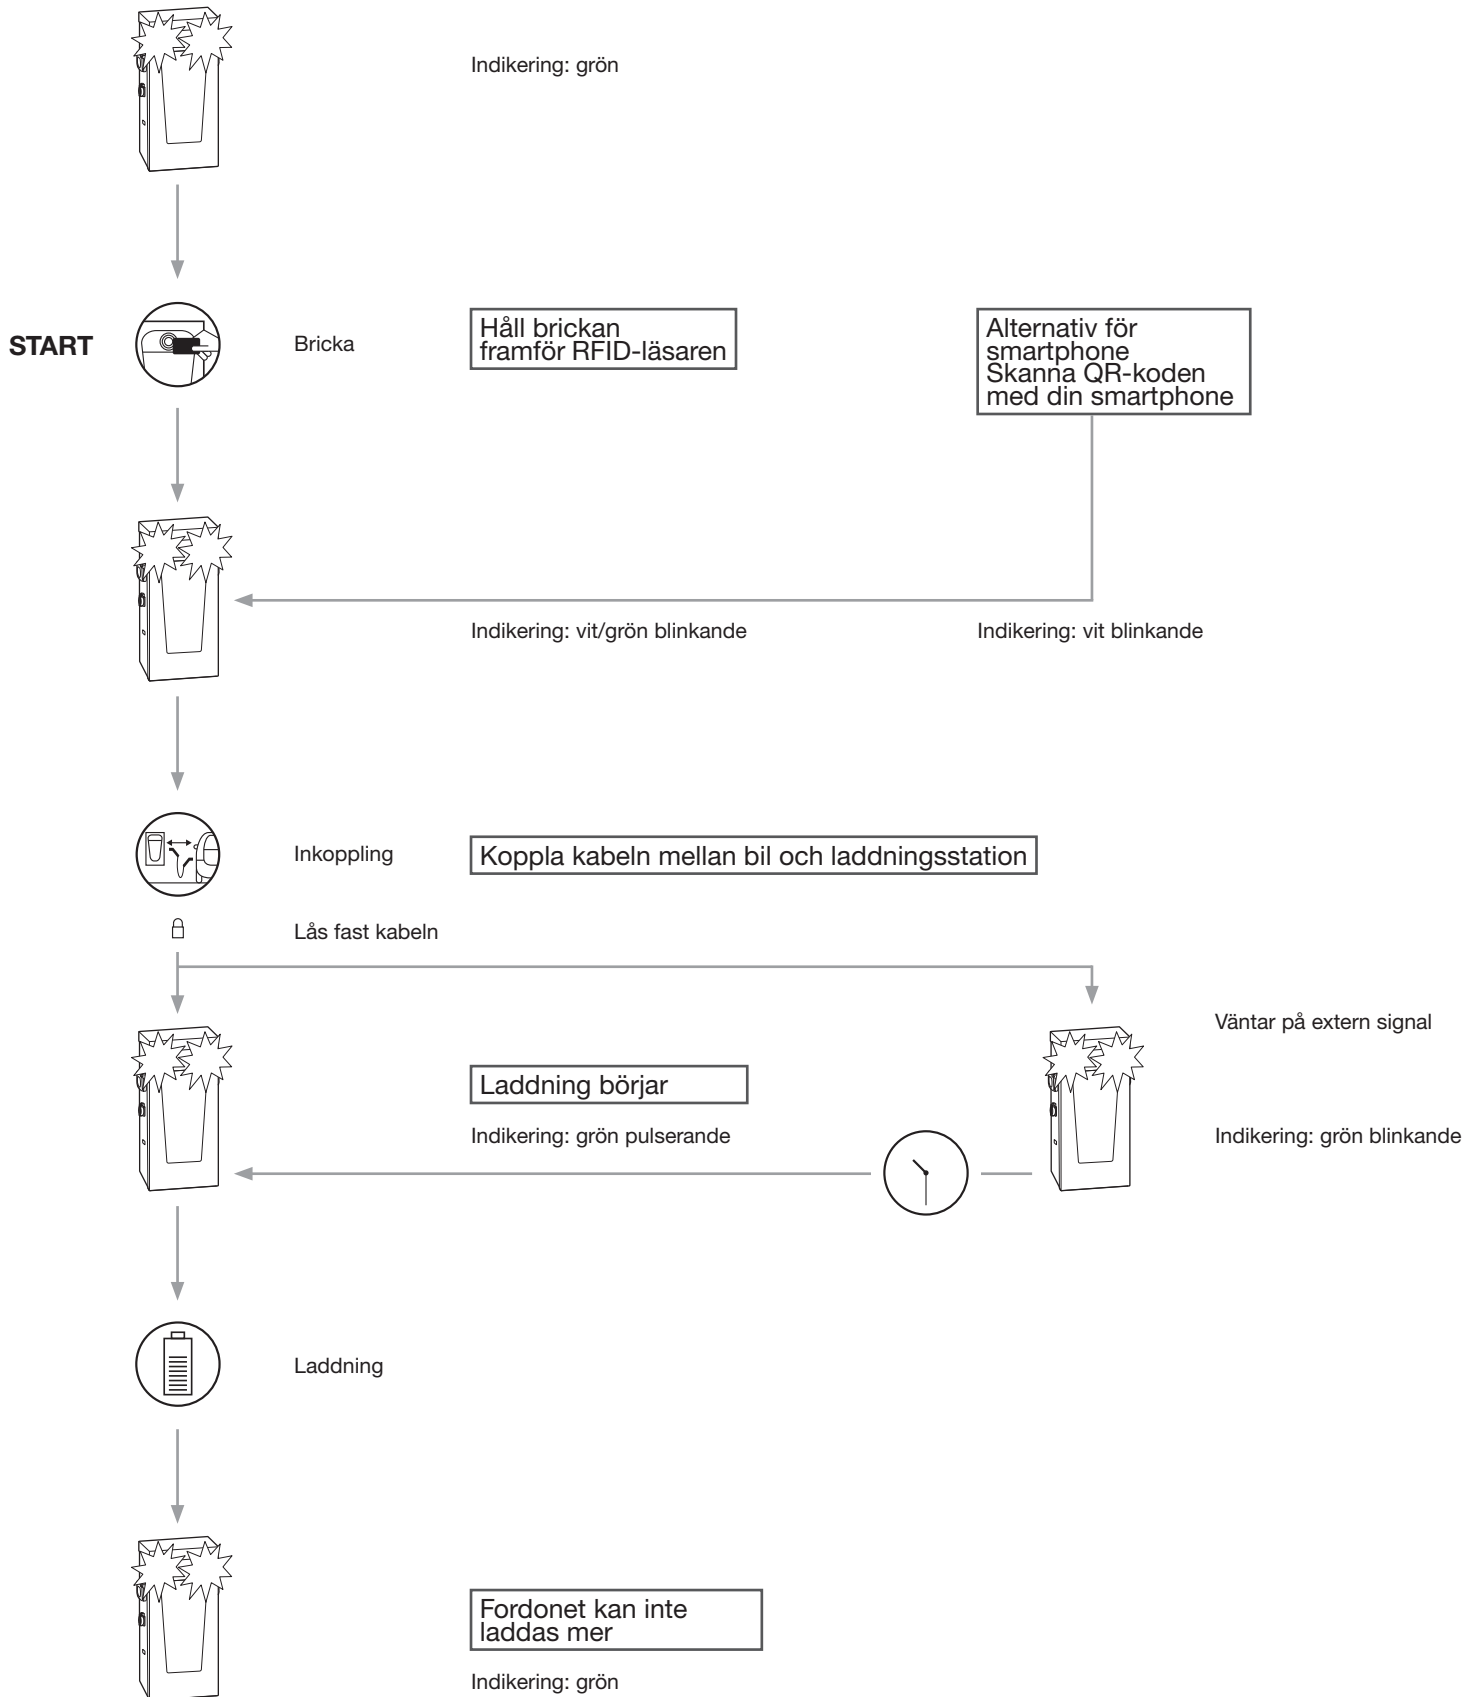 Indikering: grön
START
Bricka
Håll brickan
framför RFID-läsaren
Alternativ för
smartphone
Skanna QR-koden
med din smartphone
Indikering: vit/grön blinkande
Indikering: vit blinkande
Inkoppling
Koppla kabeln mellan bil och laddningsstation
Lås fast kabeln
Väntar på extern signal
Laddning börjar
Indikering: grön pulserande
Indikering: grön blinkande
Laddning
Fordonet kan inte
laddas mer
Indikering: grön